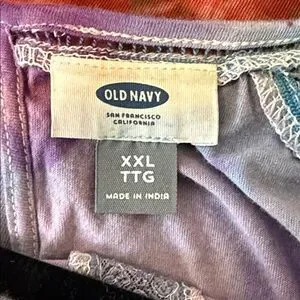 OLD NAVY
SAN FRANCISCO
CALIFORNIA
XXL
TTG
MADE IN INDIA